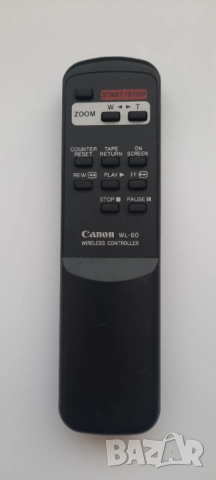 START/STOP
W ◄ ► T
ZOOM
COUNTER RESET
TAPE RETURN
ON SCREEN
REW ◄◄
PLAY ►
FF ►►
STOP ■
PAUSE ❚❚
Canon WL-60
WIRELESS CONTROLLER
bazar